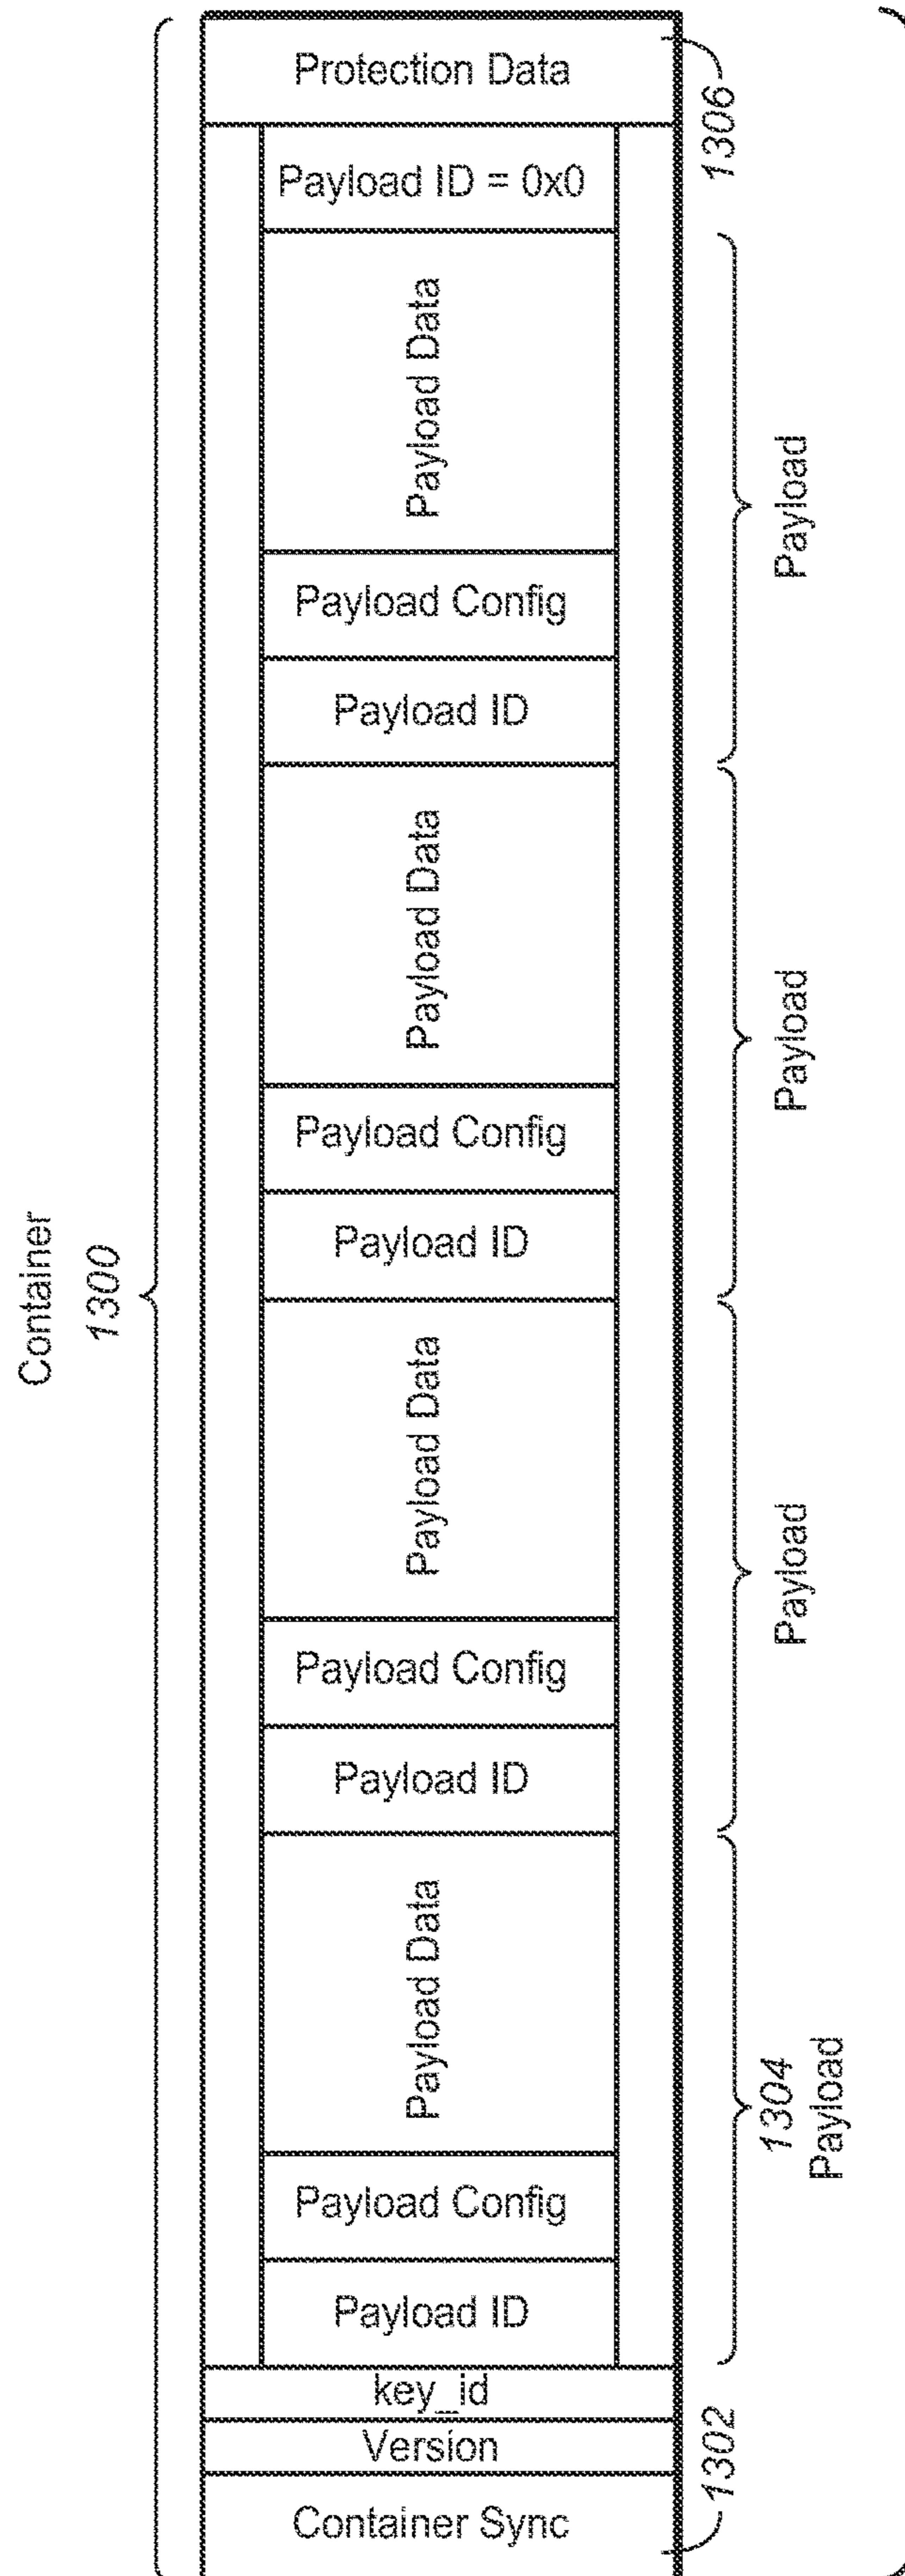 Container
1300
Protection Data
1306
Payload ID = 0x0
Payload Data
Payload
Payload Config
Payload ID
Payload Data
Payload
Payload Config
Payload ID
Payload Data
Payload
Payload Config
Payload ID
Payload Data
1304
Payload
Payload Config
Payload ID
key_id
Version
1302
Container Sync